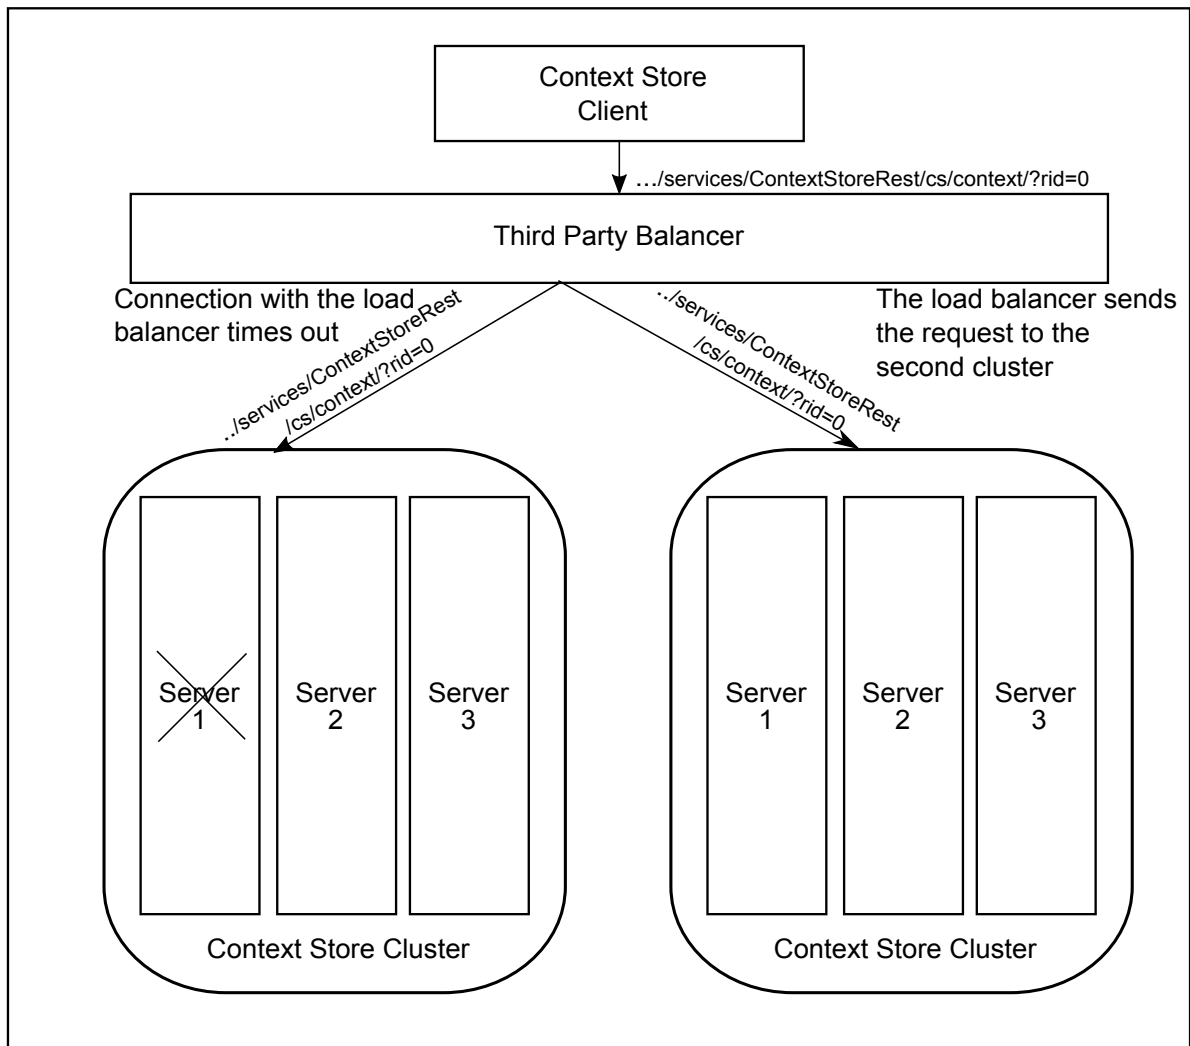 Context Store
Client
…/services/ContextStoreRest/cs/context/?rid=0
Third Party Balancer
Connection with the load
balancer times out
../services/ContextStoreRest
/cs/context/?rid=0
../services/ContextStoreRest
/cs/context/?rid=0
The load balancer sends
the request to the
second cluster
Server
1
Server
2
Server
3
Context Store Cluster
Server
1
Server
2
Server
3
Context Store Cluster